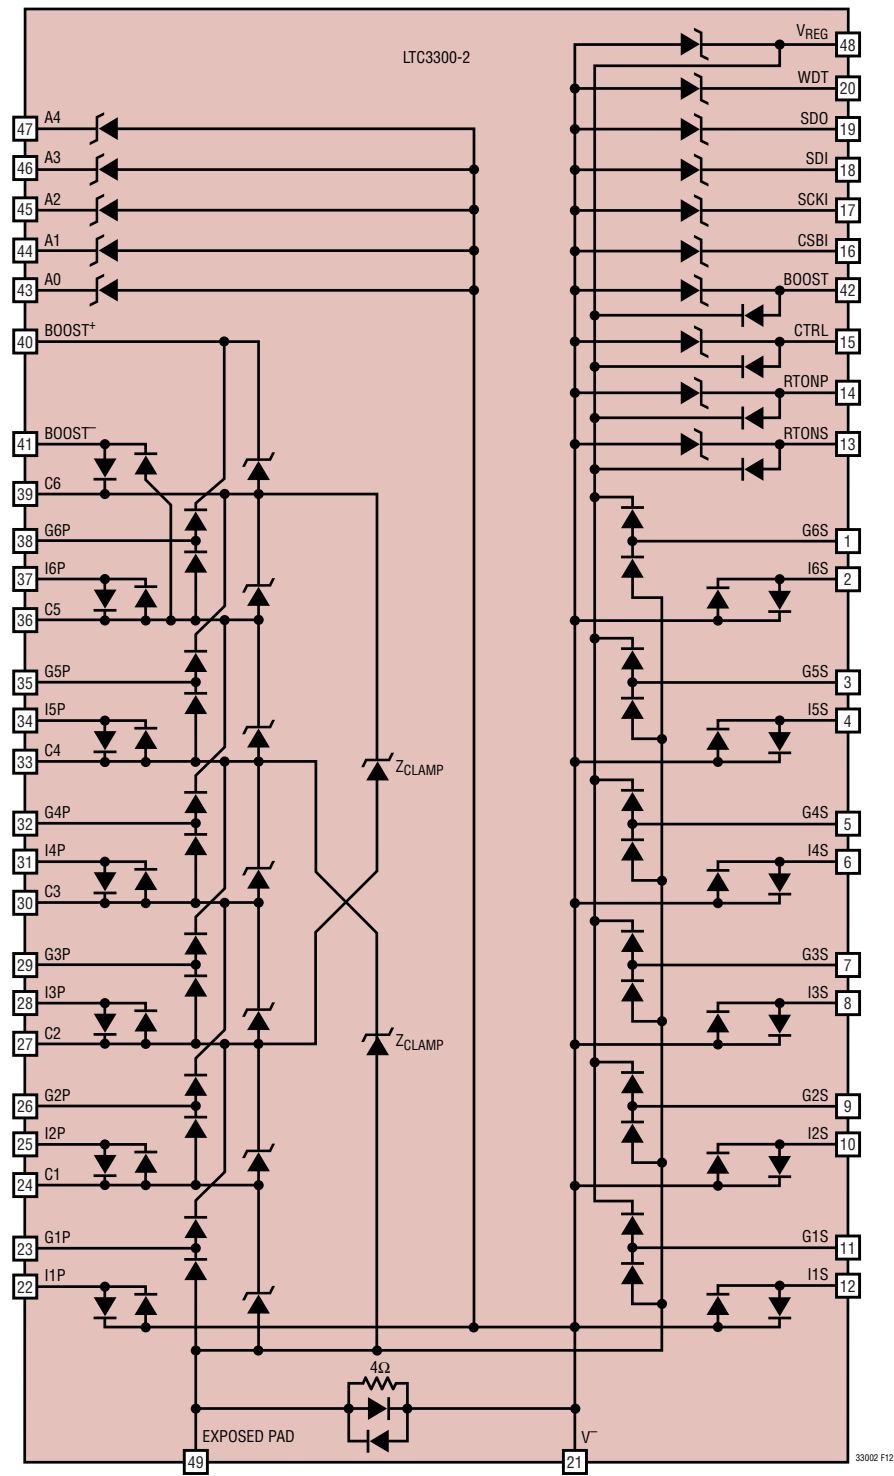 LTC3300-2
V_REG
48
WDT
20
SDO
19
SDI
18
SCKI
17
CSBI
16
BOOST
42
CTRL
15
RTONP
14
RTONS
13
G6S
1
I6S
2
G5S
3
I5S
4
G4S
5
I4S
6
G3S
7
I3S
8
G2S
9
I2S
10
G1S
11
I1S
12
47
A4
46
A3
45
A2
44
A1
43
A0
40
BOOST+
41
BOOST−
39
C6
38
G6P
37
I6P
36
C5
35
G5P
34
I5P
33
C4
32
G4P
31
I4P
30
C3
29
G3P
28
I3P
27
C2
26
G2P
25
I2P
24
C1
23
G1P
22
I1P
Z_CLAMP
Z_CLAMP
4Ω
EXPOSED PAD
49
V−
21
33002 F12